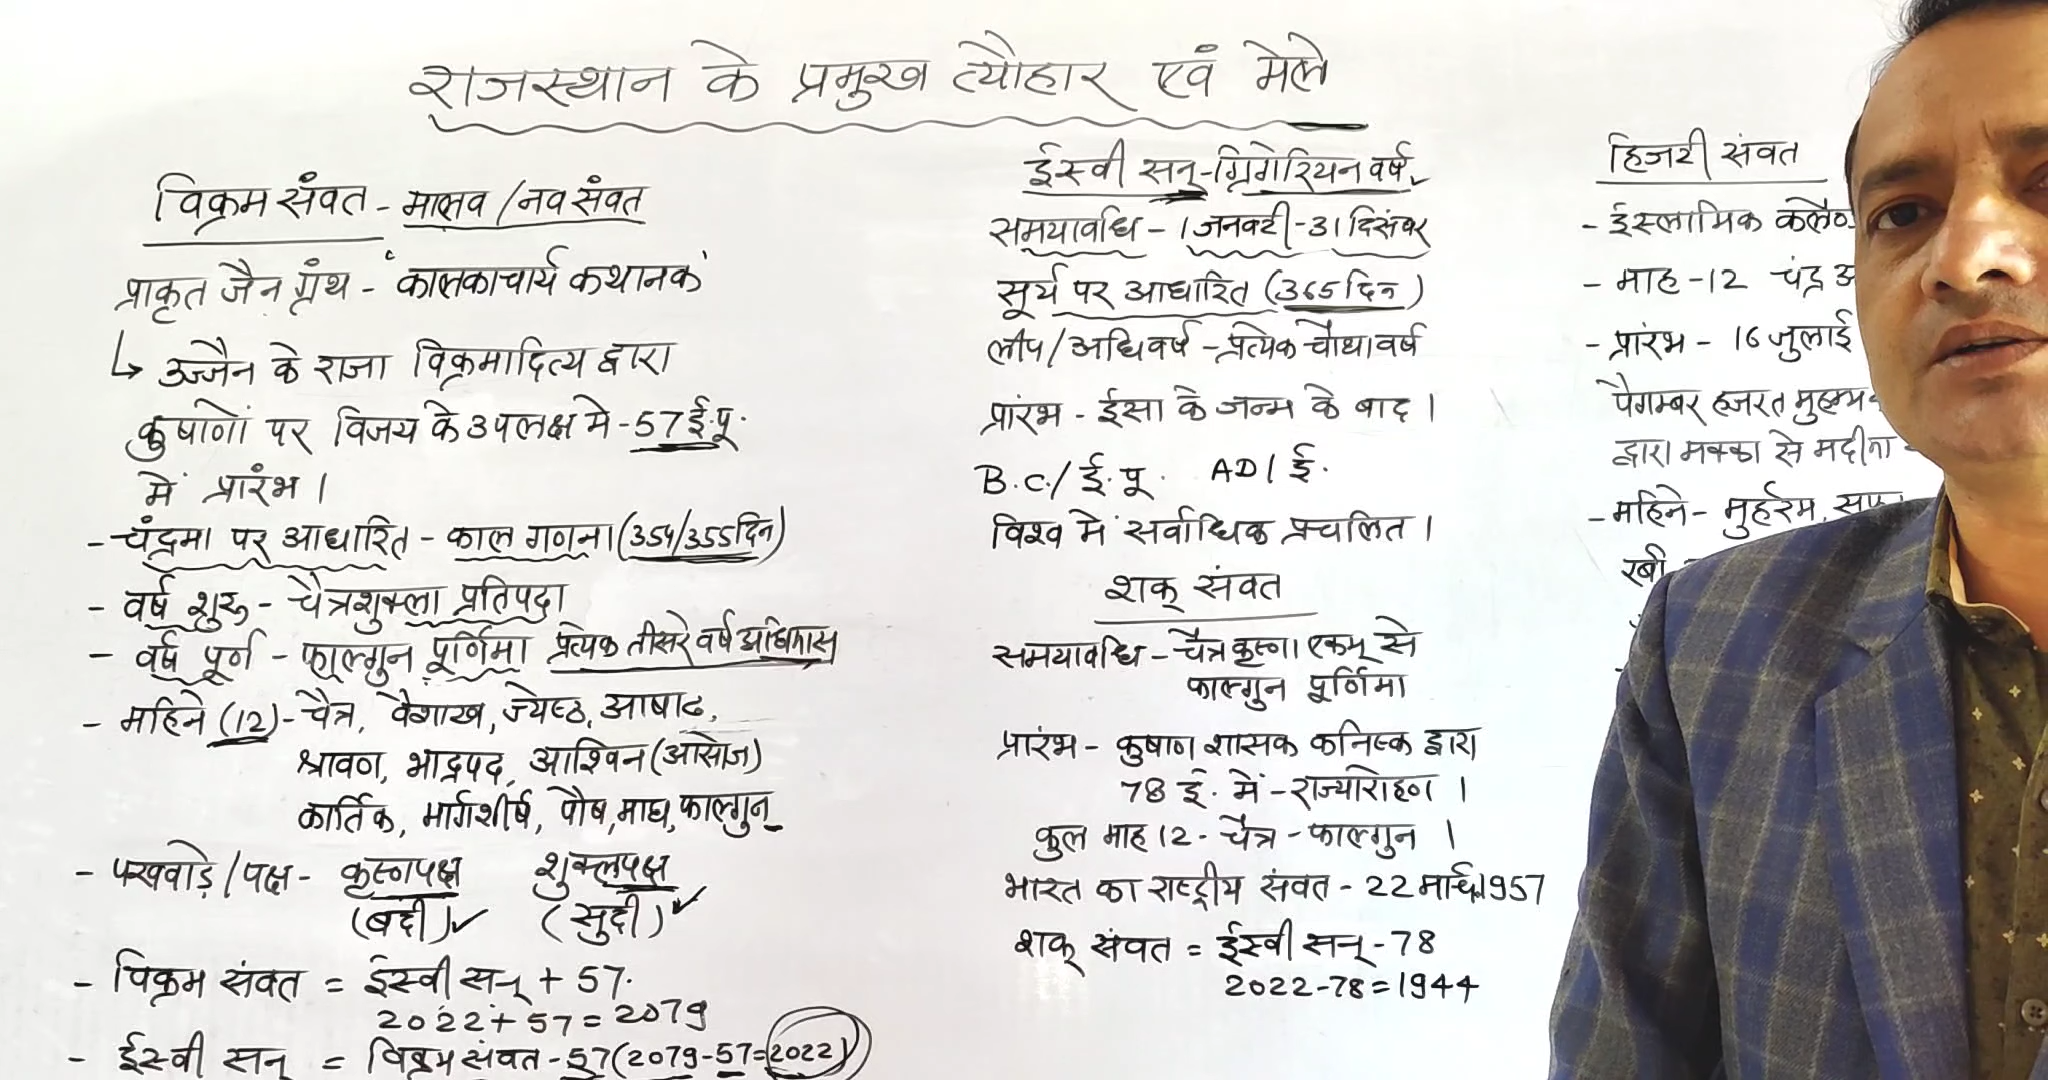 राजस्थान के प्रमुख त्यौहार एवं मेले
विक्रम संवत - मालव / नव संवत
प्राकृत जैन ग्रंथ - 'कालकाचार्य कथानक'
↳ उज्जैन के राजा विक्रमादित्य द्वारा
कुषाणों पर विजय के उपलक्ष मे - 57 ई.पू.
में प्रारंभ ।
- चंद्रमा पर आधारित - काल गणना (354/355 दिन)
- वर्ष शुरु - चैत्रशुक्ला प्रतिपदा
- वर्ष पूर्ण - फाल्गुन पूर्णिमा प्रत्येक तीसरे वर्ष अधिमास
- महिने (12) - चैत्र, वैशाख, ज्येष्ठ, आषाढ,
श्रावण, भाद्रपद, आश्विन (आसोज)
कार्तिक, मार्गशीर्ष, पौष, माघ, फाल्गुन
- पखवाड़े / पक्ष - कृष्णपक्ष शुक्लपक्ष
(बदी) ✓ (सुदी) ✓
- विक्रम संवत = ईस्वी सन् + 57.
2022 + 57 = 2079
- ईस्वी सन् = विक्रम संवत - 57 (2079 - 57 = 2022)
ईस्वी सन् - ग्रिगेरियन वर्ष
समयावधि - 1 जनवरी - 31 दिसंबर
सूर्य पर आधारित (365 दिन)
लीप / अधिवर्ष - प्रत्येक चौथा वर्ष
प्रारंभ - ईसा के जन्म के बाद ।
B.C. / ई.पू. AD / ई.
विश्व में सर्वाधिक प्रचलित ।
शक् संवत
समयावधि - चैत्र कृष्णा एकम् से
फाल्गुन पूर्णिमा
प्रारंभ - कुषाण शासक कनिष्क द्वारा
78 ई. में - राज्यारोहण ।
कुल माह 12 - चैत्र - फाल्गुन ।
भारत का राष्ट्रीय संवत - 22 मार्च 1957
शक् संवत = ईस्वी सन् - 78
2022 - 78 = 1944
हिजरी संवत
- ईस्लामिक
- माह - 12 चंद्र
- प्रारंभ - 16 जुलाई
पैगम्बर हजरत
द्वारा मक्का से मदीना
- महिने - मुहर्रम,
रबी